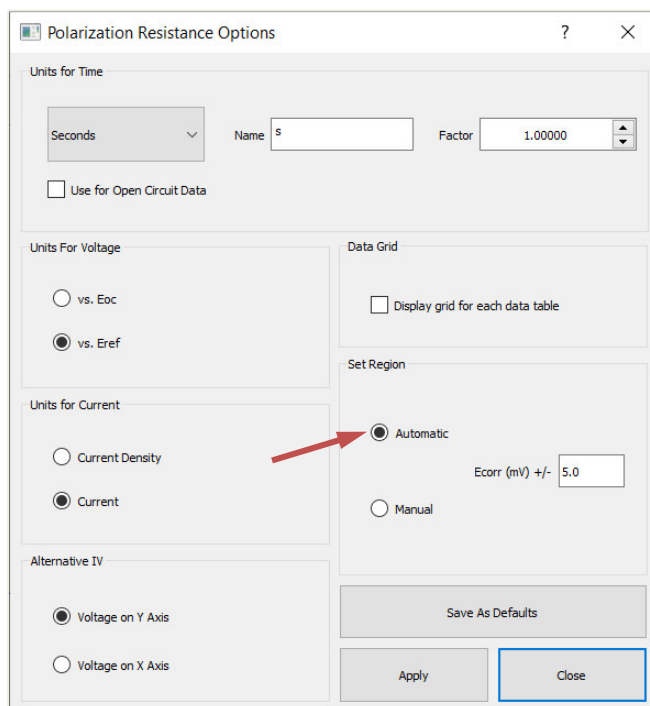 Polarization Resistance Options
?
Units for Time
Seconds
Name
s
Factor
1.00000
Use for Open Circuit Data
Units For Voltage
vs. Eoc
vs. Eref
Data Grid
Display grid for each data table
Units for Current
Current Density
Current
Set Region
Automatic
Ecorr (mV) +/-
5.0
Manual
Alternative IV
Voltage on Y Axis
Voltage on X Axis
Save As Defaults
Apply
Close